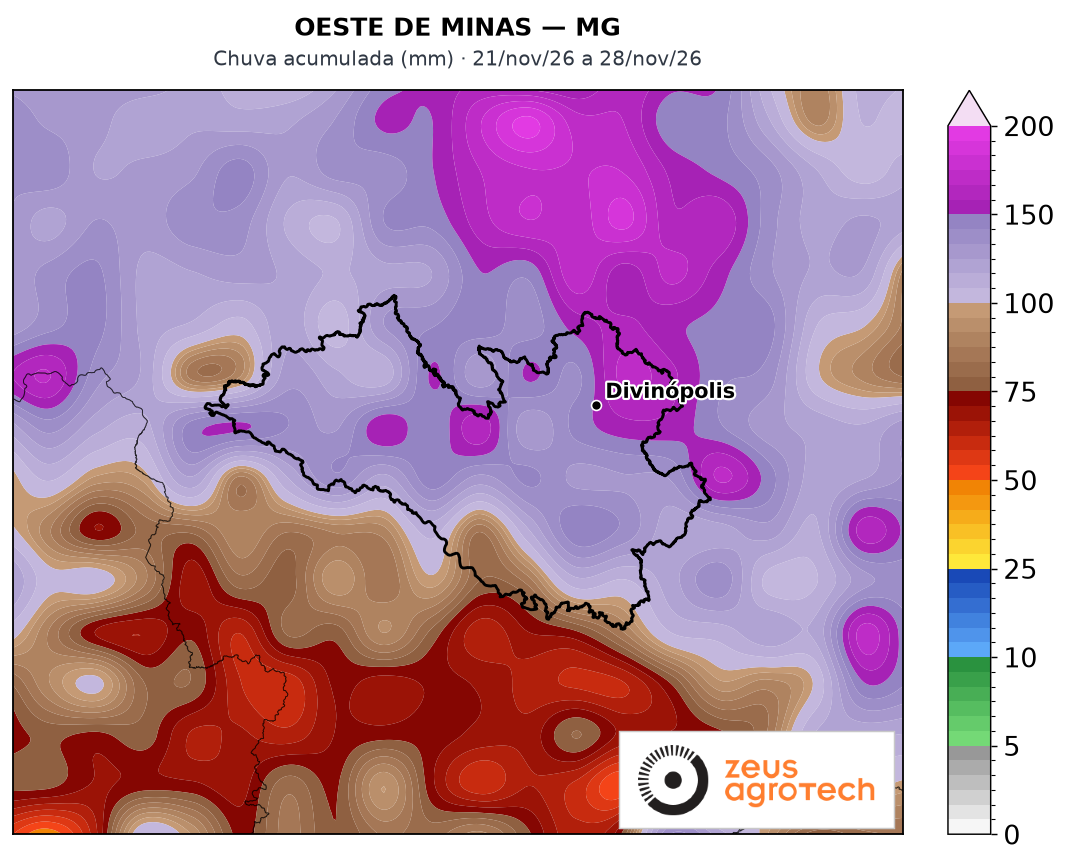 OESTE DE MINAS — MG
Chuva acumulada (mm) · 21/nov/26 a 28/nov/26
Divinópolis
200
150
100
75
50
25
10
5
0
zeus
agrotech